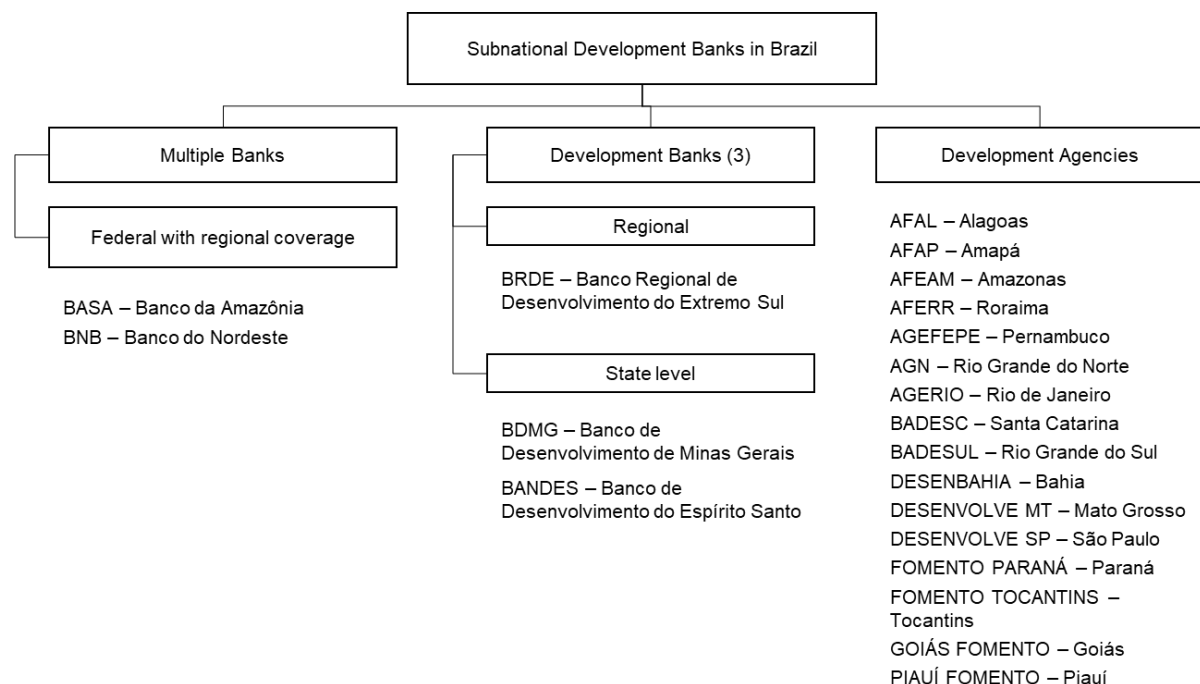 Subnational Development Banks in Brazil
Multiple Banks
Federal with regional coverage
BASA – Banco da Amazônia
BNB – Banco do Nordeste
Development Banks (3)
Regional
BRDE – Banco Regional de
Desenvolvimento do Extremo Sul
State level
BDMG – Banco de
Desenvolvimento de Minas Gerais
BANDES – Banco de
Desenvolvimento do Espírito Santo
Development Agencies
AFAL – Alagoas
AFAP – Amapá
AFEAM – Amazonas
AFERR – Roraima
AGEFEPE – Pernambuco
AGN – Rio Grande do Norte
AGERIO – Rio de Janeiro
BADESC – Santa Catarina
BADESUL – Rio Grande do Sul
DESENBAHIA – Bahia
DESENVOLVE MT – Mato Grosso
DESENVOLVE SP – São Paulo
FOMENTO PARANÁ – Paraná
FOMENTO TOCANTINS –
Tocantins
GOIÁS FOMENTO – Goiás
PIAUÍ FOMENTO – Piauí